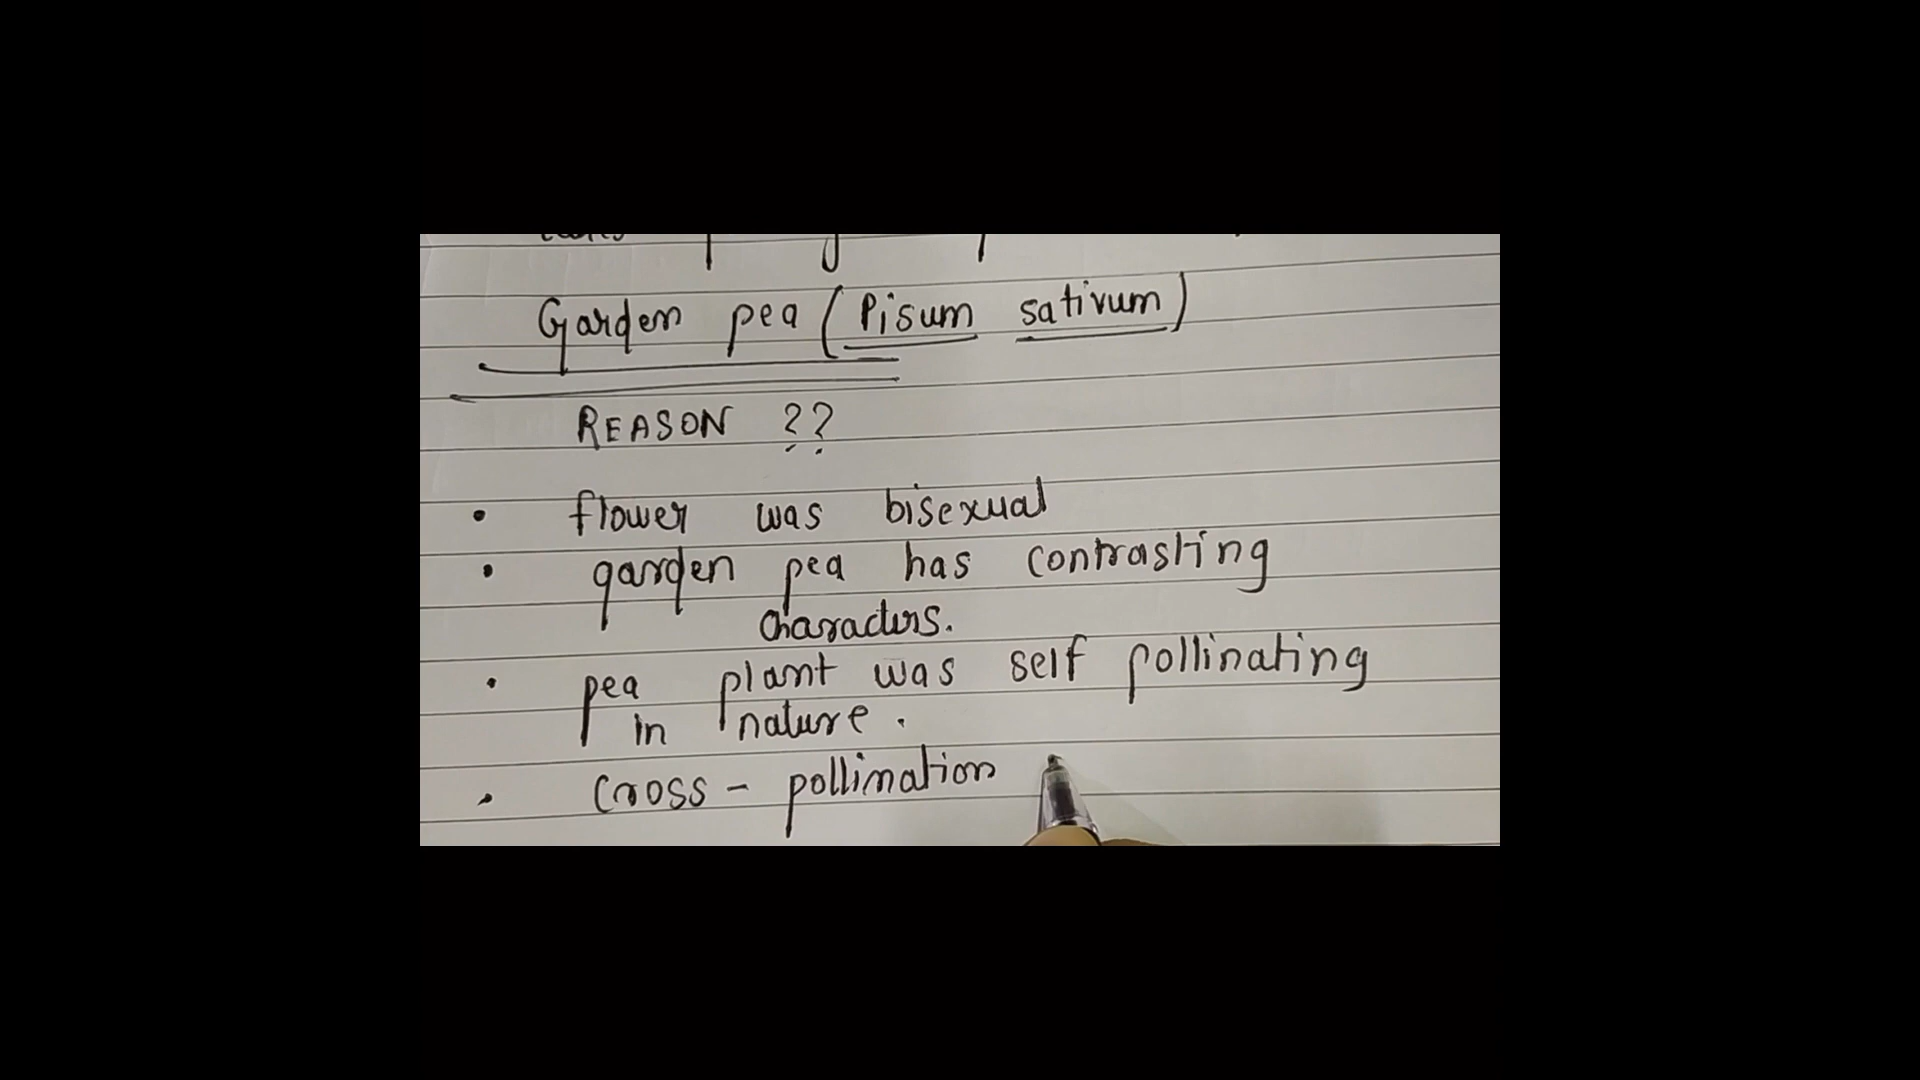 Garden pea (Pisum sativum)
REASON ??
• flower was bisexual
• garden pea has contrasting
characters.
• pea plant was self pollinating
in nature.
• cross - pollination